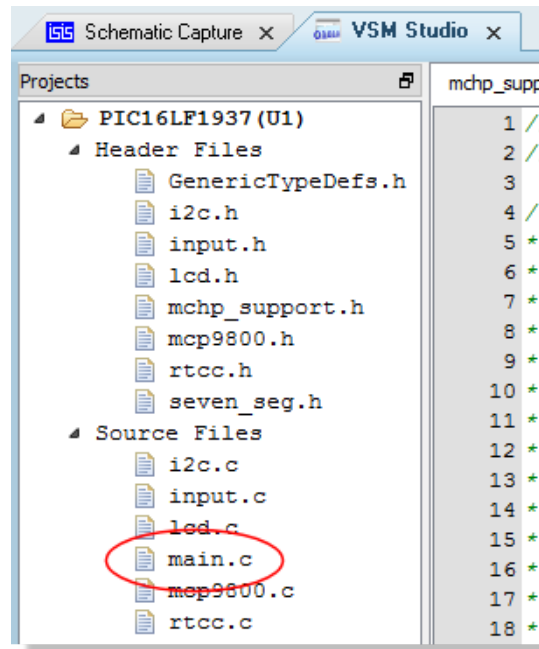 isis Schematic Capture x VSM Studio x
Projects mchp_supp
PIC16LF1937(U1) 1 /
Header Files 2 /
GenericTypeDefs.h 3
i2c.h 4 /
input.h 5 *
lcd.h 6 *
mchp_support.h 7 *
mcp9800.h 8 *
rtcc.h 9 *
seven_seg.h 10 *
Source Files 11 *
i2c.c 12 *
input.c 13 *
lcd.c 14 *
main.c 15 *
mcp9800.c 16 *
rtcc.c 17 *
18 *